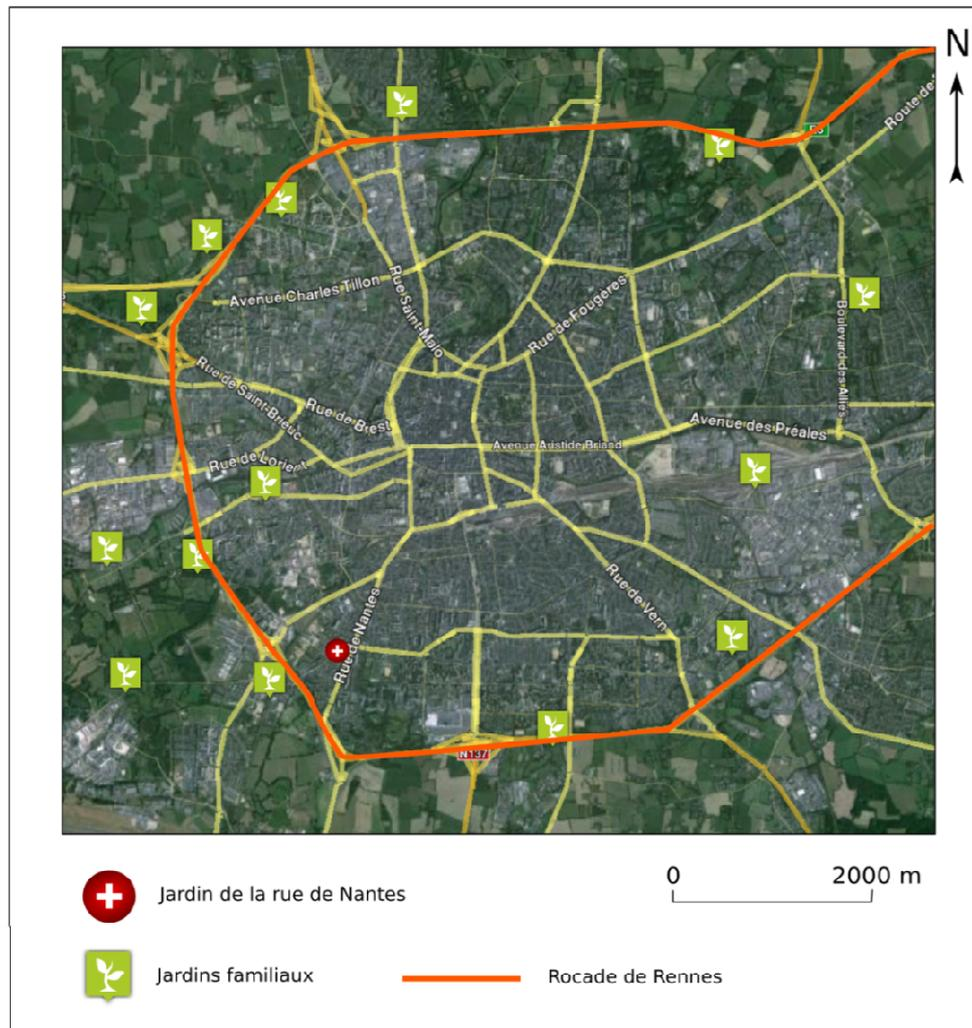 N
Route de
Avenue Charles Tillon
Rue Saint-Malo
Rue de Fougères
Boulevard des Alliés
Rue de Saint-Brieuc
Rue de Brest
Avenue des Préales
Avenue Austide Briand
Rue de Lorient
Rue de Vern
Rue de Nantes
N137
0 2000 m
Jardin de la rue de Nantes
Jardins familiaux
Rocade de Rennes